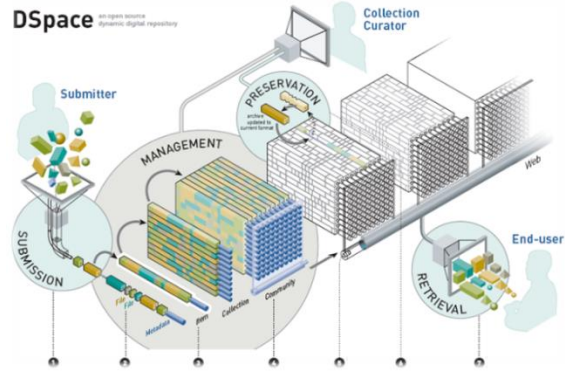 DSpace
an open source
dynamic digital repository
Collection
Curator
Submitter
PRESERVATION
archive
updated to
current format
MANAGEMENT
Web
SUBMISSION
End-user
RETRIEVAL
File
File
Metadata
Item
Collection
Community